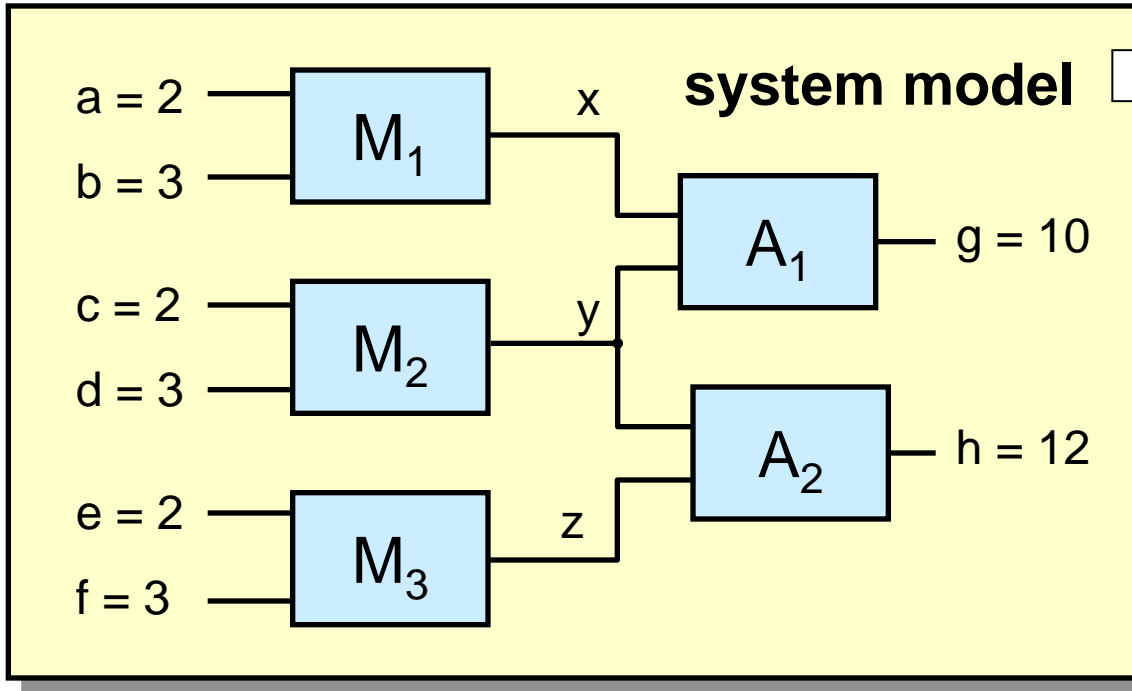 system model
a = 2
b = 3
M₁
x
A₁
g = 10
c = 2
d = 3
M₂
y
A₂
h = 12
e = 2
f = 3
M₃
z